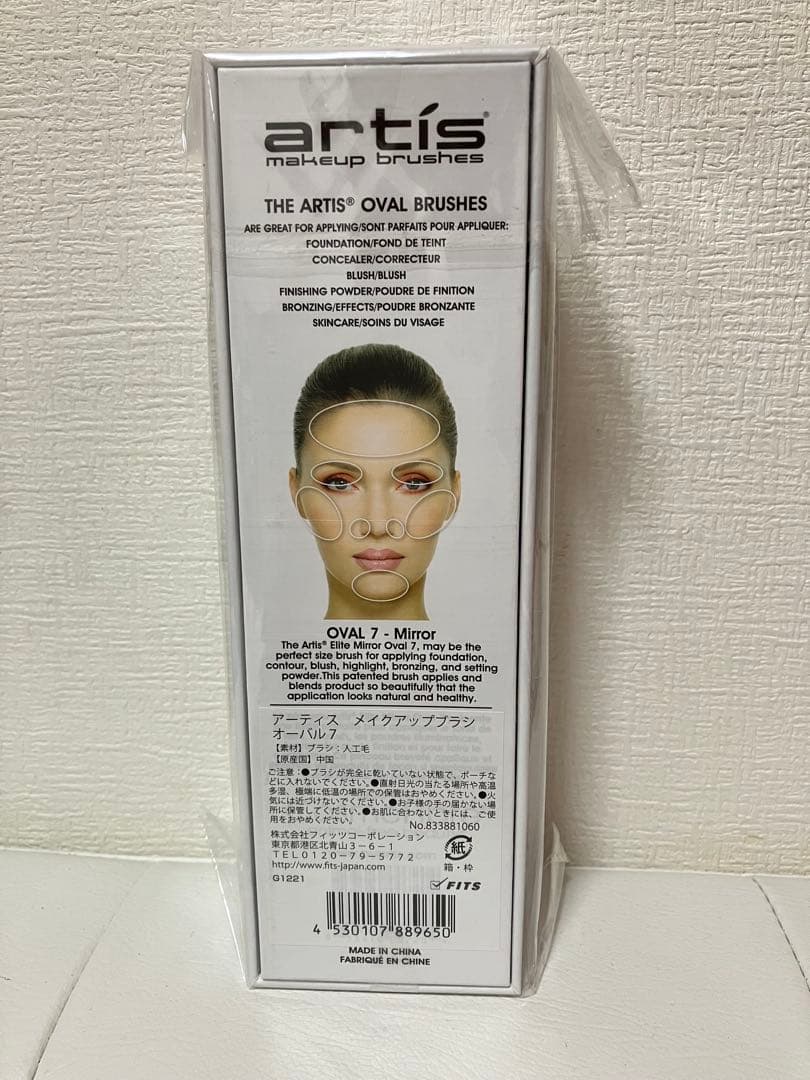 artis®
makeup brushes
THE ARTIS® OVAL BRUSHES
ARE GREAT FOR APPLYING/SONT PARFAITS POUR APPLIQUER:
FOUNDATION/FOND DE TEINT
CONCEALER/CORRECTEUR
BLUSH/BLUSH
FINISHING POWDER/POUDRE DE FINITION
BRONZING/EFFECTS/POUDRE BRONZANTE
SKINCARE/SOINS DU VISAGE
OVAL 7 - Mirror
The Artis® Elite Mirror Oval 7, may be the
perfect size brush for applying foundation,
contour, blush, highlight, bronzing, and setting
powder.This patented brush applies and
blends product so beautifully that the
application looks natural and healthy.
アーティス　メイクアップブラシ
オーバル7
【素材】ブラシ：人工毛
【原産国】中国
ご注意：●ブラシが完全に乾いていない状態で、ポーチな
どに入れないでください。●直射日光の当たる場所や高温
多湿、極端に低温の場所での保管はおやめください。●火
気には近づけないでください。●お子様の手の届かない場
所に保管してください。●お肌に合わないときには、ご使
用をおやめください。
No.833881060
株式会社フィッツコーポレーション
東京都港区北青山3－6－1
TEL0120-79-5772
http://www.fits-japan.com
G1221
紙
箱・枠
FITS
4 530107 889650
MADE IN CHINA
FABRIQUÉ EN CHINE